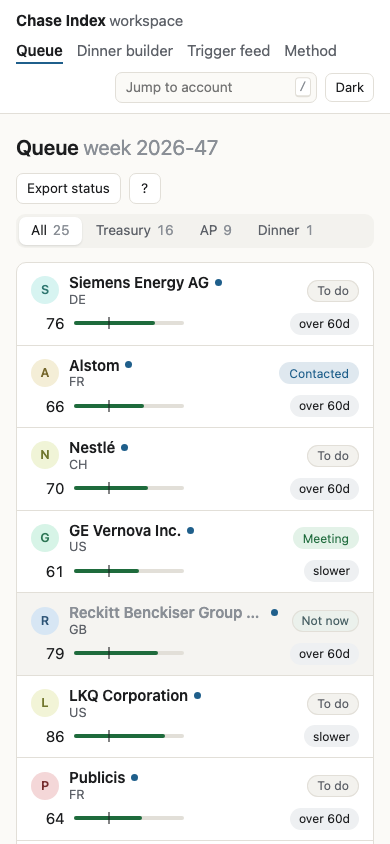 Chase Index workspace
Queue Dinner builder Trigger feed Method
Jump to account / Dark
Queue week 2026-47
Export status ?
All 25 Treasury 16 AP 9 Dinner 1
S Siemens Energy AG To do
DE
76 over 60d
A Alstom Contacted
FR
66 over 60d
N Nestlé To do
CH
70 over 60d
G GE Vernova Inc. Meeting
US
61 slower
R Reckitt Benckiser Group ... Not now
GB
79 over 60d
L LKQ Corporation To do
US
86 slower
P Publicis To do
FR
64 over 60d